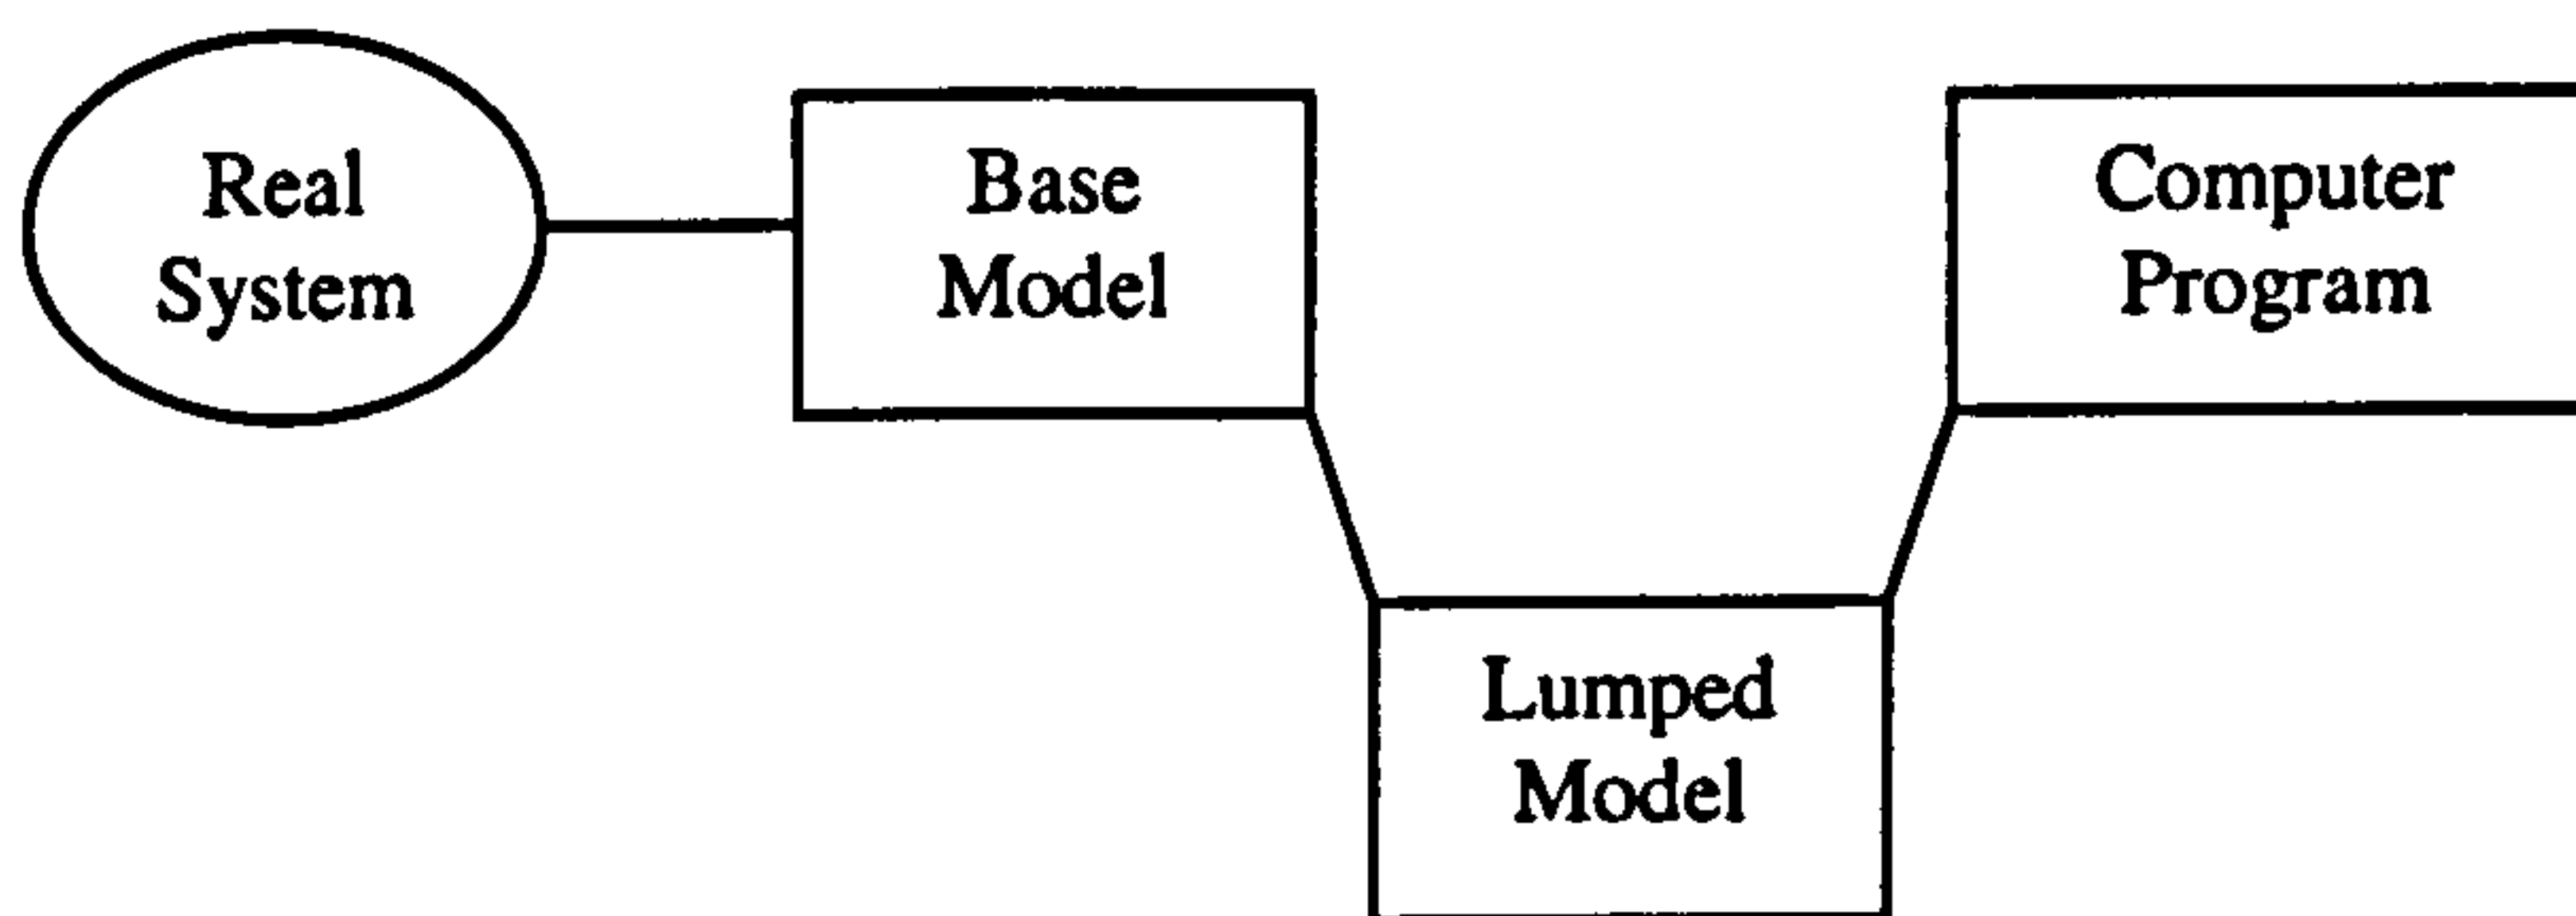 Real
System
Base
Model
Computer
Program
Lumped
Model